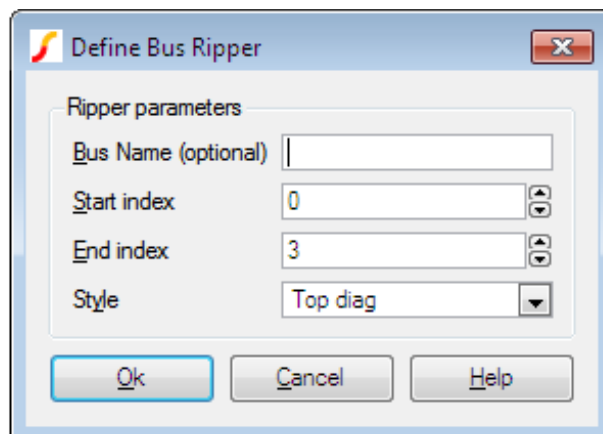 Define Bus Ripper
Ripper parameters
Bus Name (optional)
Start index 0
End index 3
Style Top diag
Ok Cancel Help